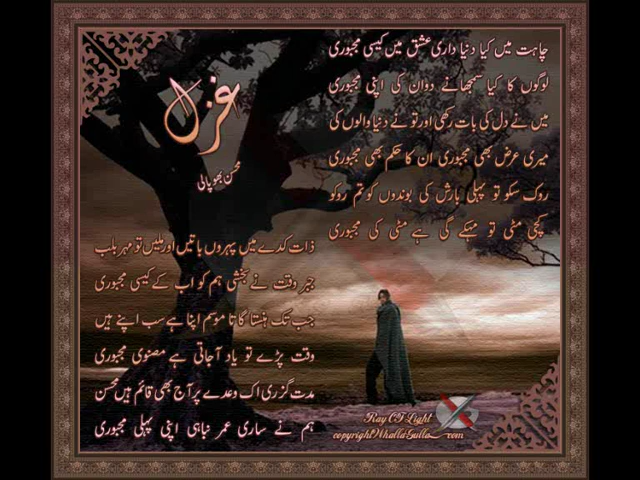 غزل
محسن بھوپالی
چاہت میں کیا دنیا داری عشق میں کیسی مجبوری
لوگوں کا کیا سمجھانے دو ان کی اپنی مجبوری
میں نے دل کی بات رکھی اور تو نے دنیا والوں کی
میری عرض بھی مجبوری ان کا حکم بھی مجبوری
روک سکو تو پہلی بارش کی بوندوں کو تم روکو
کچی مٹی تو مہکے گی ہے مٹی کی مجبوری
ذات کدے میں پہروں باتیں اور ملیں تو مہر بلب
جبر وقت نے بخشی ہم کو اب کے کیسی مجبوری
جب تک ہنستا گاتا موسم اپنا ہے سب اپنے ہیں
وقت پڑے تو یاد آجاتی ہے مصنوعی مجبوری
مدت گزری اک وعدے پر آج بھی قائم ہیں محسن
ہم نے ساری عمر نباہی اپنی پہلی مجبوری
Ray Of Light
copyright HallaGulla.com